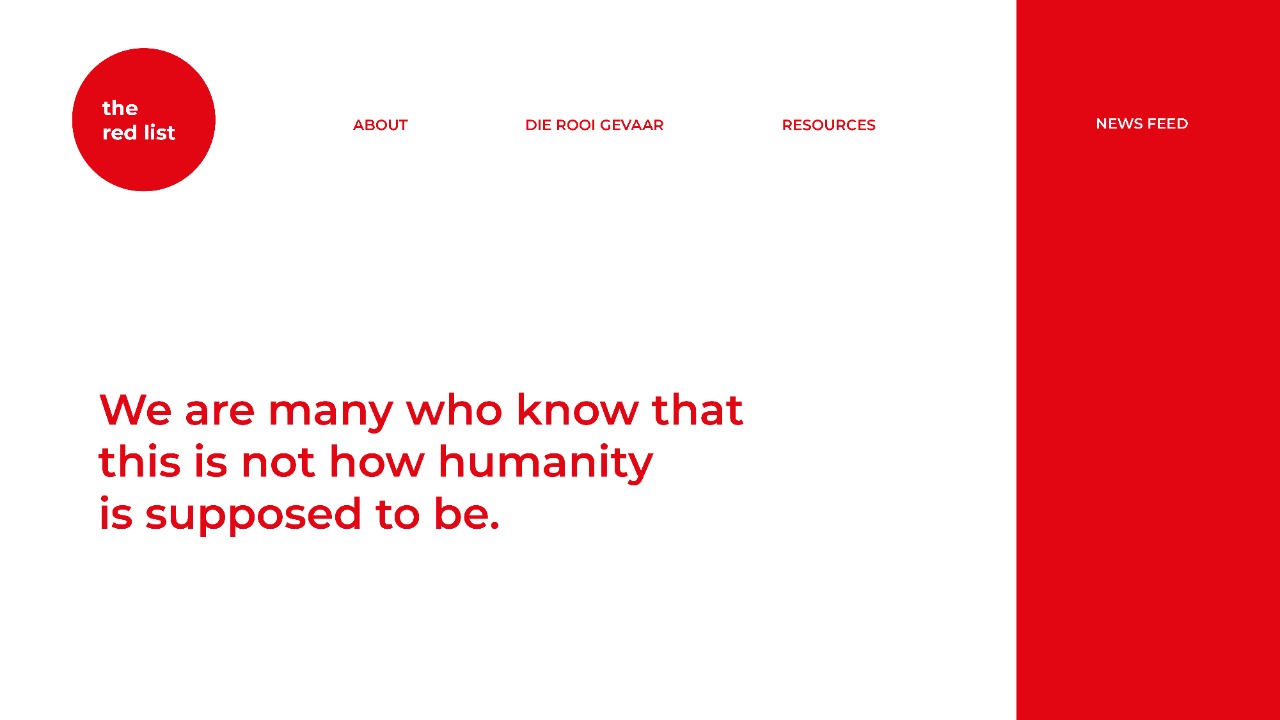 the
red list
ABOUT
DIE ROOI GEVAAR
RESOURCES
NEWS FEED
We are many who know that
this is not how humanity
is supposed to be.